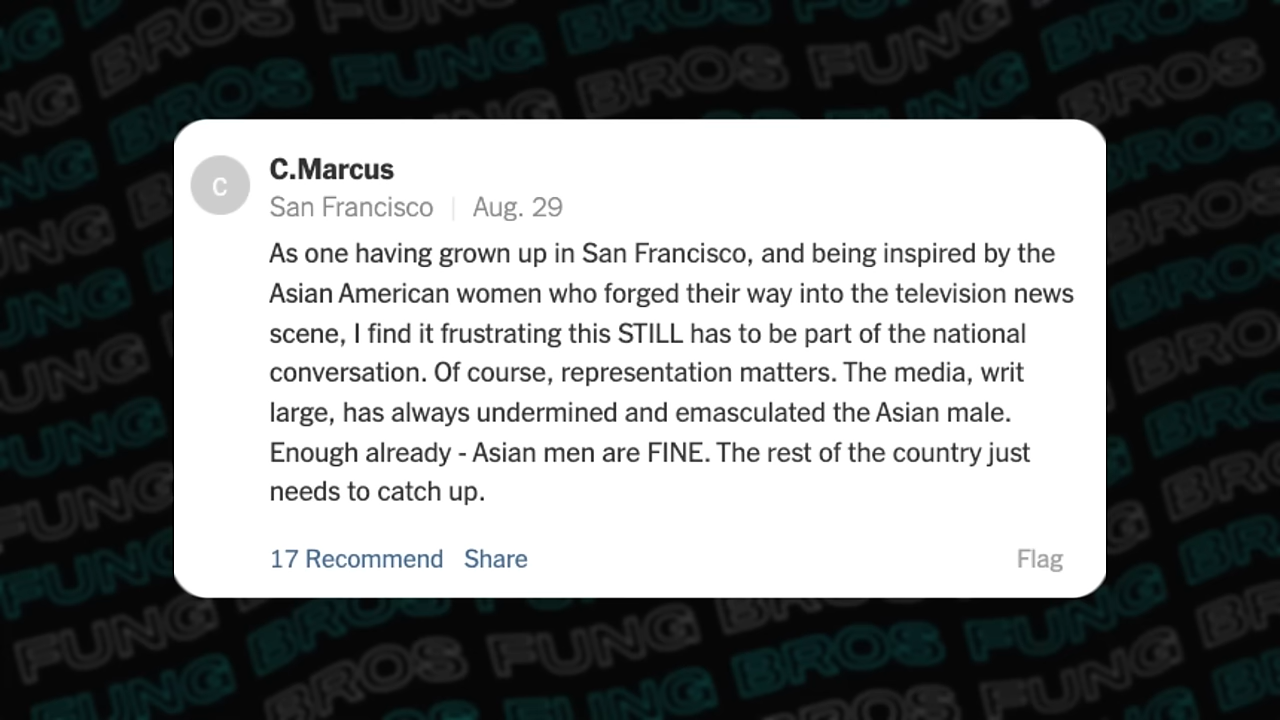 C
C.Marcus
San Francisco | Aug. 29
As one having grown up in San Francisco, and being inspired by the
Asian American women who forged their way into the television news
scene, I find it frustrating this STILL has to be part of the national
conversation. Of course, representation matters. The media, writ
large, has always undermined and emasculated the Asian male.
Enough already - Asian men are FINE. The rest of the country just
needs to catch up.
17 Recommend Share Flag
FUNG BROS FUNG BROS